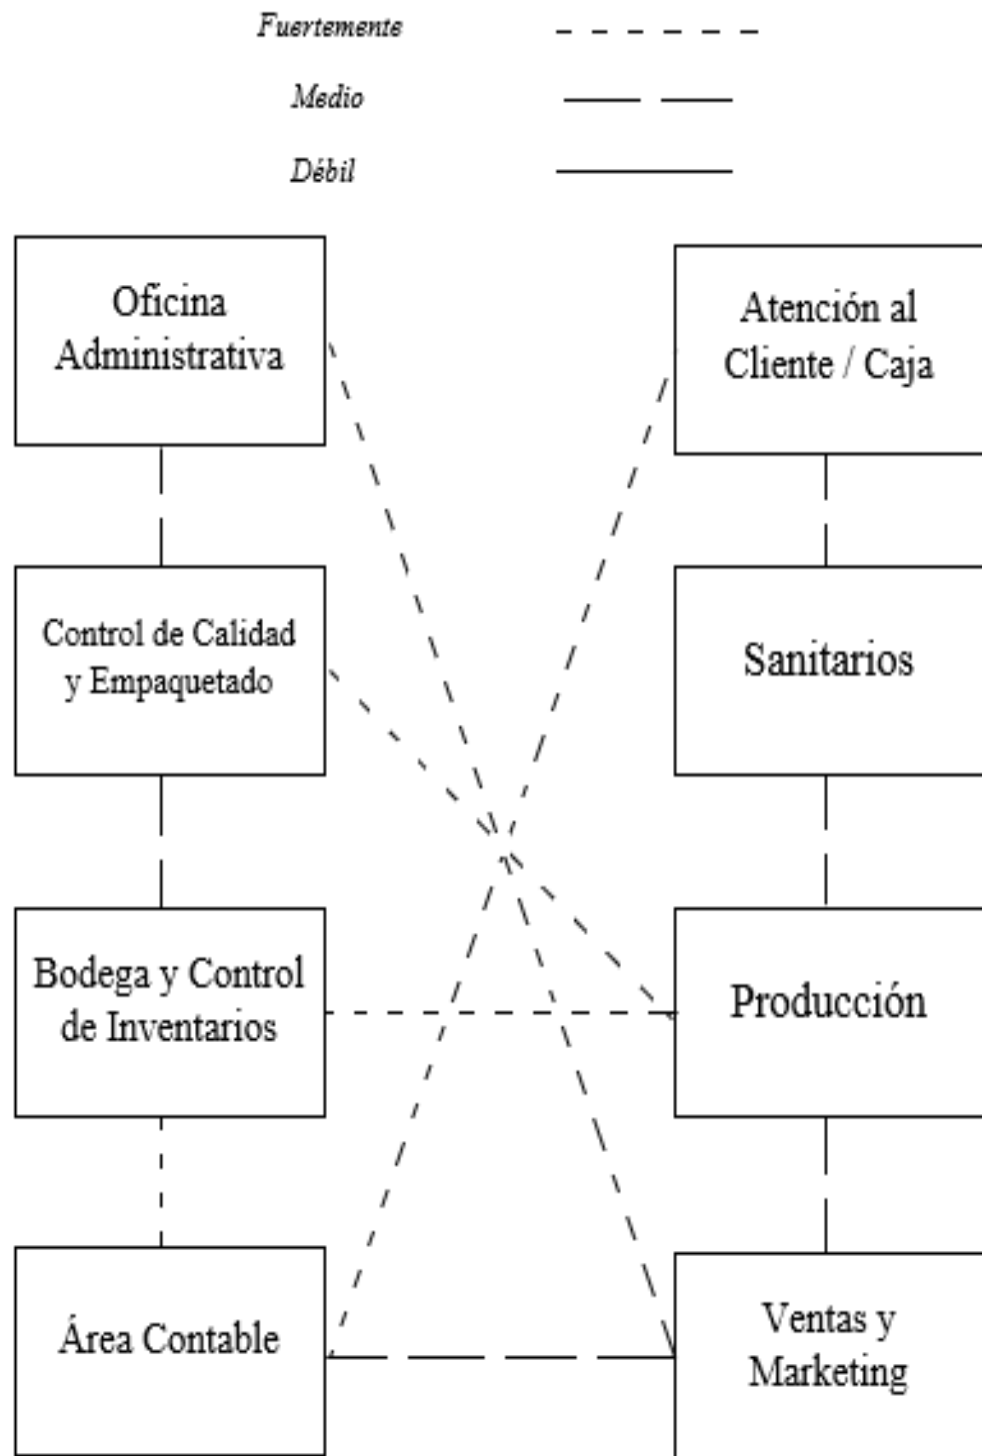 Fuertemente
Medio
Débil
Oficina
Administrativa
Atención al
Cliente / Caja
Control de Calidad
y Empaquetado
Sanitarios
Bodega y Control
de Inventarios
Producción
Área Contable
Ventas y
Marketing